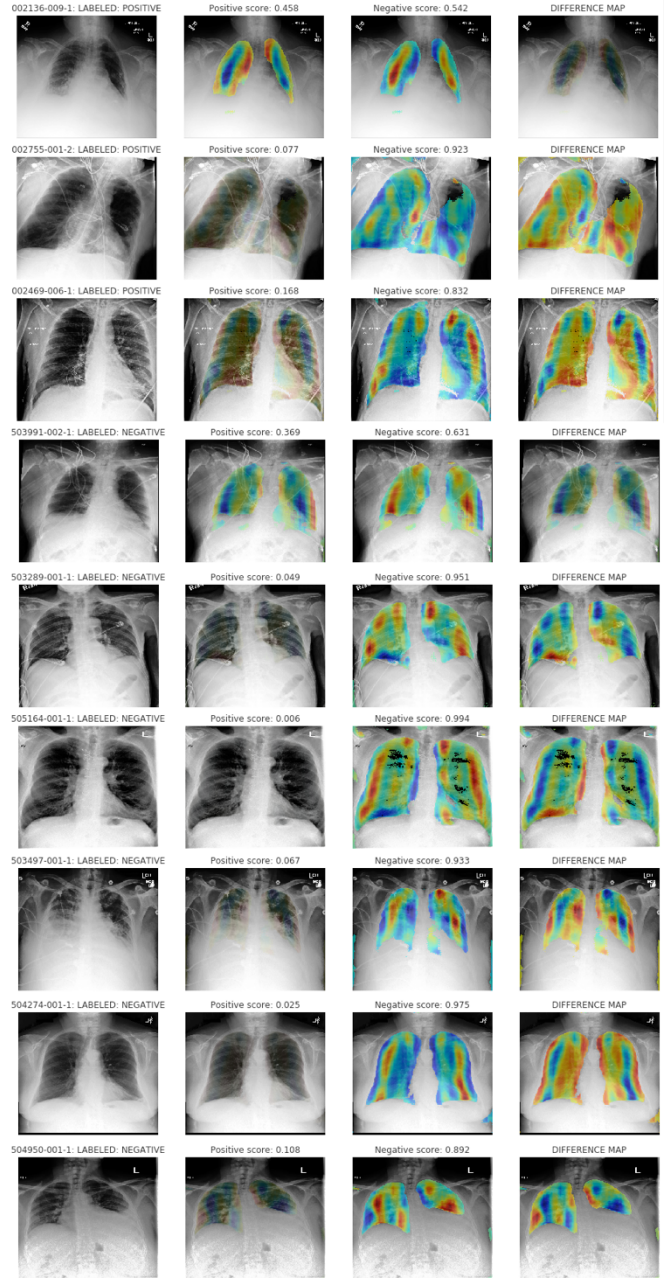 002136-009-1: LABELED: POSITIVE Positive score: 0.458 Negative score: 0.542 DIFFERENCE MAP
L
002755-001-2: LABELED: POSITIVE Positive score: 0.077 Negative score: 0.923 DIFFERENCE MAP
002469-006-1: LABELED: POSITIVE Positive score: 0.168 Negative score: 0.832 DIFFERENCE MAP
503991-002-1: LABELED: NEGATIVE Positive score: 0.369 Negative score: 0.631 DIFFERENCE MAP
503289-001-1: LABELED: NEGATIVE Positive score: 0.049 Negative score: 0.951 DIFFERENCE MAP
505164-001-1: LABELED: NEGATIVE Positive score: 0.006 Negative score: 0.994 DIFFERENCE MAP
503497-001-1: LABELED: NEGATIVE Positive score: 0.067 Negative score: 0.933 DIFFERENCE MAP
504274-001-1: LABELED: NEGATIVE Positive score: 0.025 Negative score: 0.975 DIFFERENCE MAP
504950-001-1: LABELED: NEGATIVE Positive score: 0.108 Negative score: 0.892 DIFFERENCE MAP
L L L L